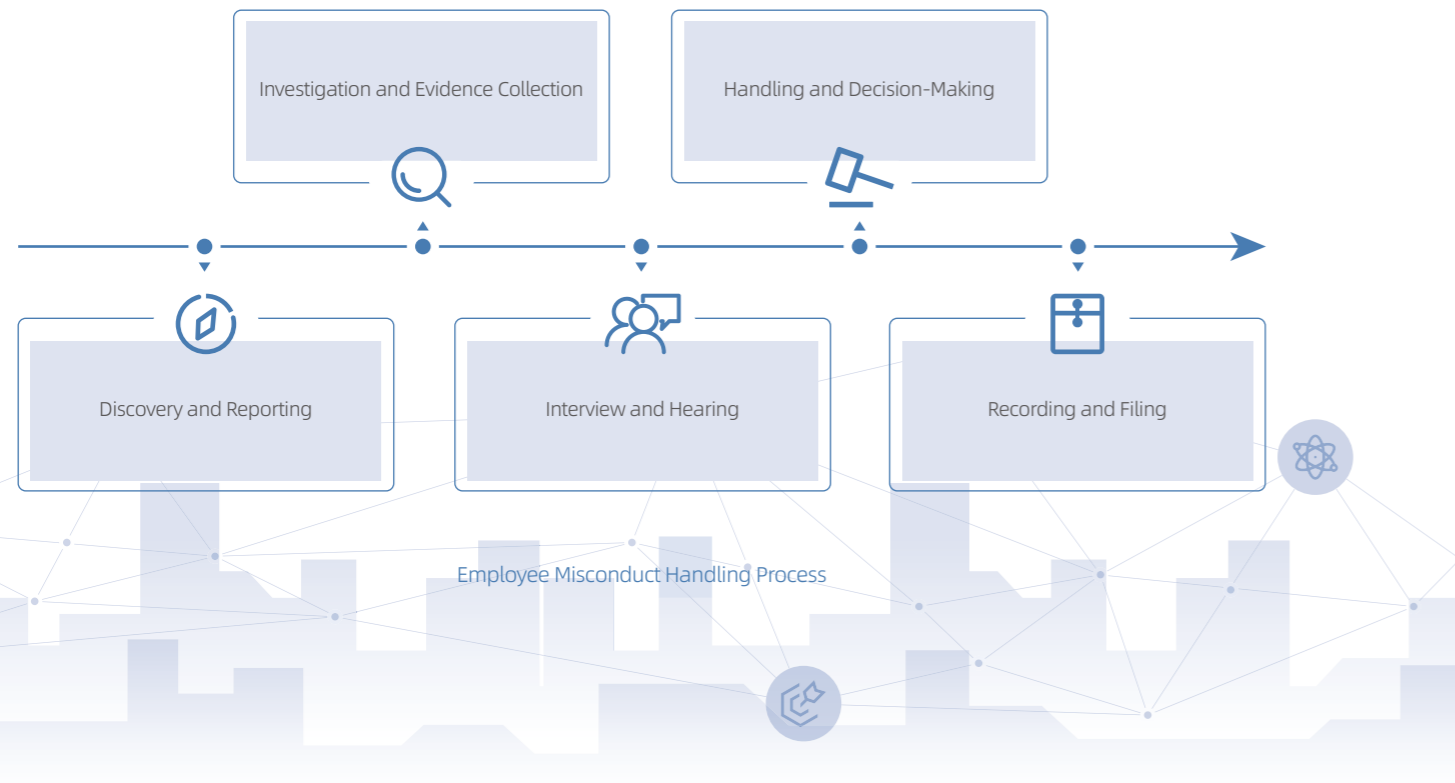 Investigation and Evidence Collection
Handling and Decision-Making
Discovery and Reporting
Interview and Hearing
Recording and Filing
Employee Misconduct Handling Process